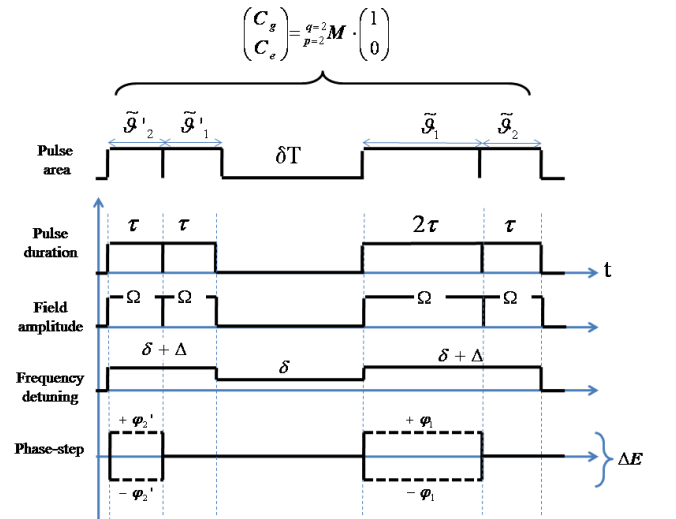 (C_g C_e) = ^{q=2}_{p=2}M · (1 0)
ϑ̃'₂ ϑ̃'₁ ϑ̃₁ ϑ̃₂
Pulse area
δT
Pulse duration
τ τ 2τ τ
t
Field amplitude
Ω Ω Ω Ω
Frequency detuning
δ + Δ δ δ + Δ
Phase-step
+ φ₂' + φ₁
ΔE
− φ₂' − φ₁